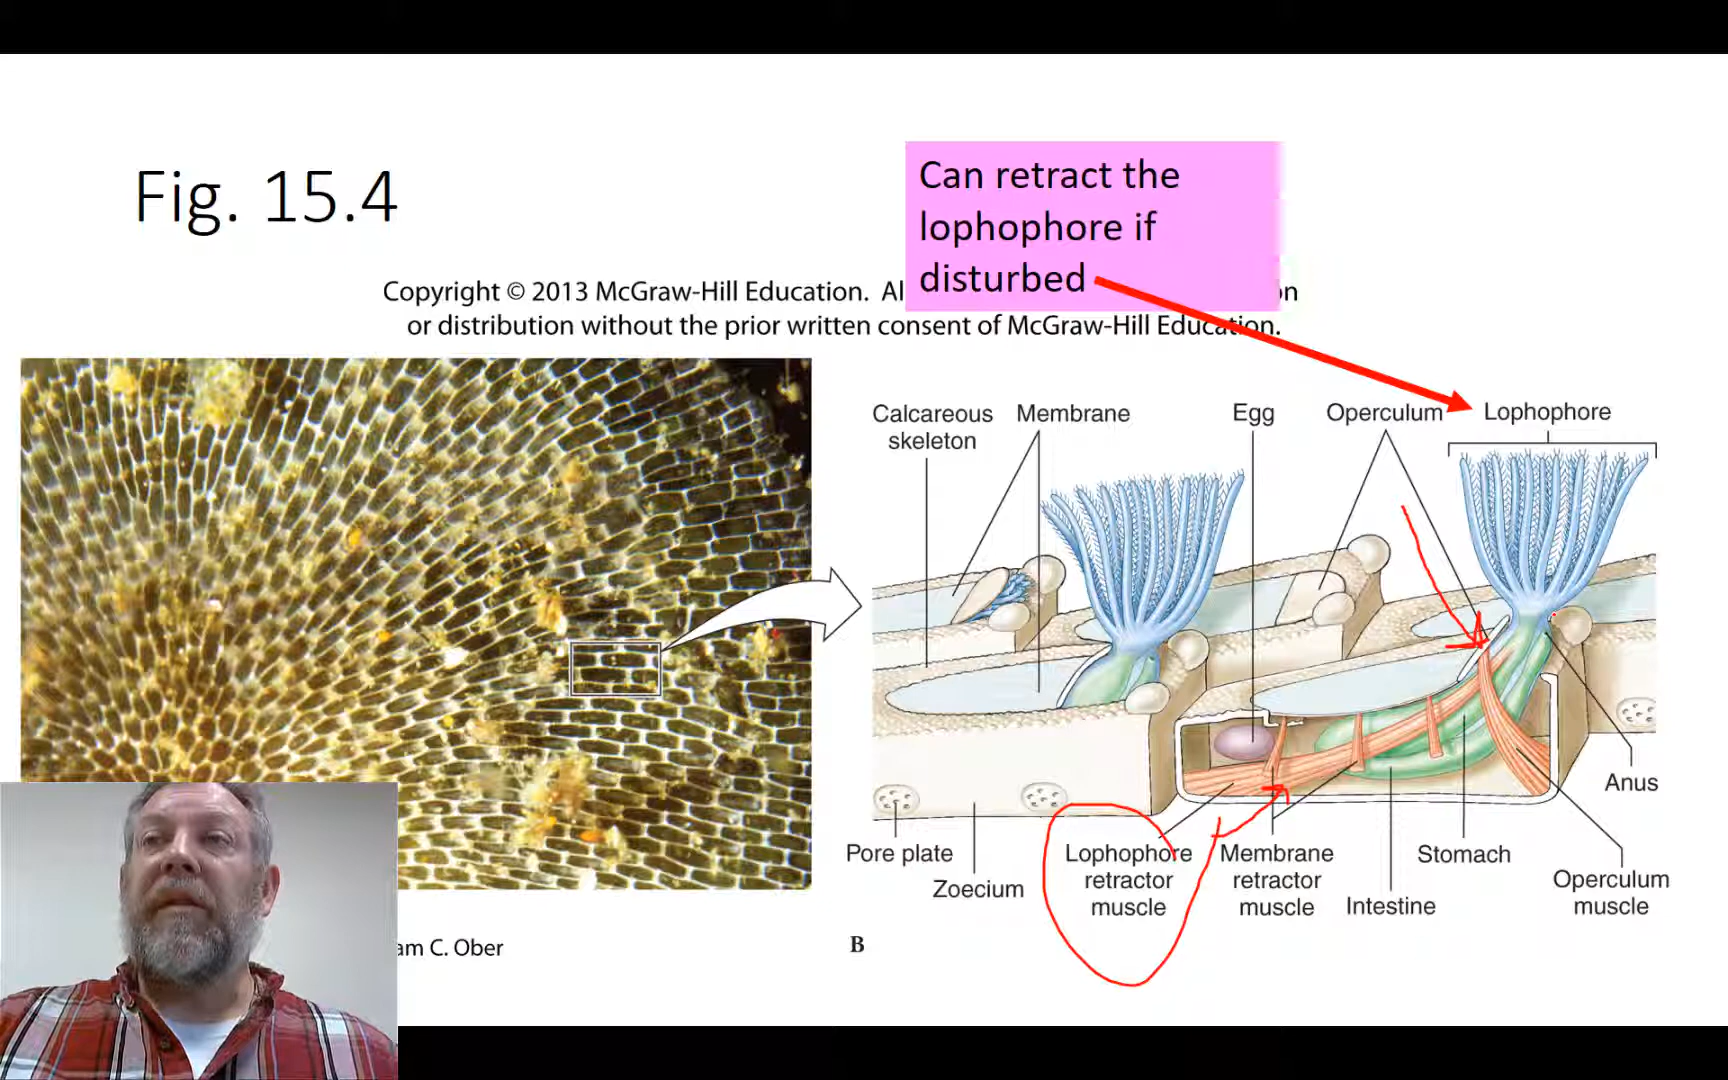 Fig. 15.4
Can retract the
lophophore if
disturbed
Copyright © 2013 McGraw-Hill Education. Al
on
or distribution without the prior written consent of McGraw-Hill Education.
Calcareous
skeleton
Membrane
Egg
Operculum
Lophophore
Anus
Pore plate
Zoecium
Lophophore
retractor
muscle
Membrane
retractor
muscle
Intestine
Stomach
Operculum
muscle
B
am C. Ober